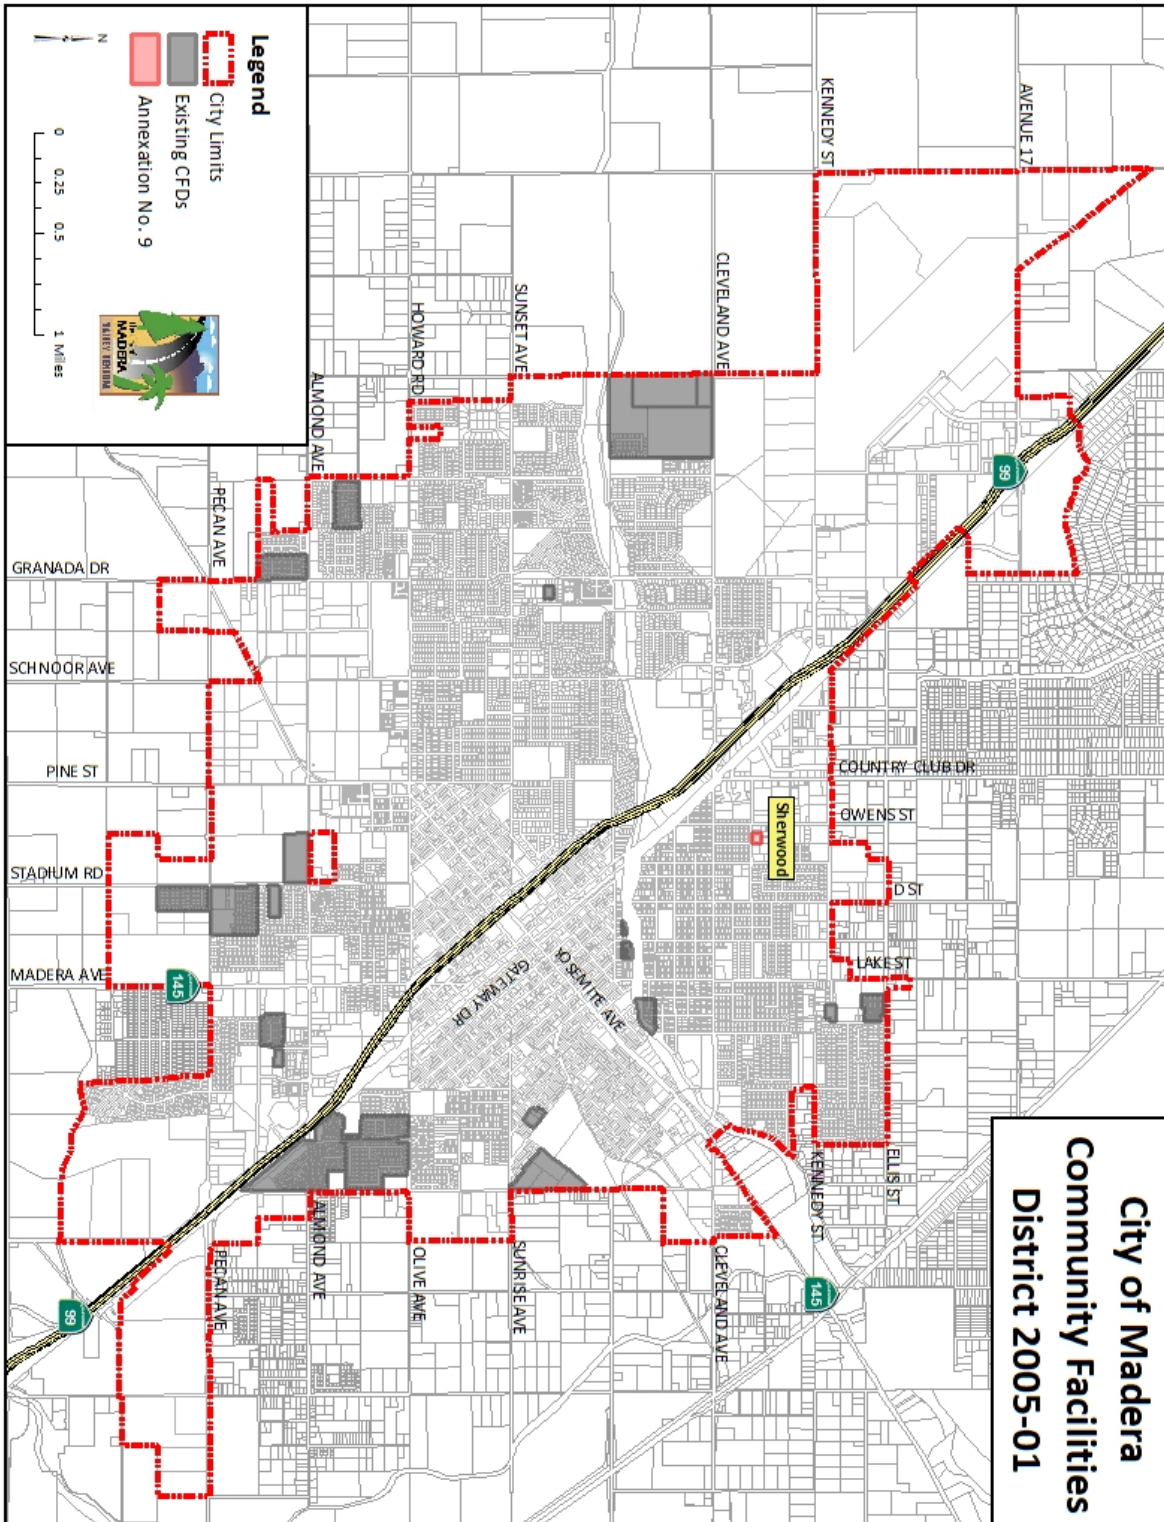 City of Madera
Community Facilities
District 2005-01
AVENUE 17
KENNEDY ST
CLEVELAND AVE
SUNSET AVE
HOWARD RD
ALMOND AVE
PECAN AVE
GRANADA DR
SCHNOOR AVE
PINE ST
STADIUM RD
MADERA AVE
COUNTRY CLUB DR
OWENS ST
D ST
LAKE ST
Sherwood
YOSEMITE AVE
GATEWAY DR
ELLIS ST
KENNEDY ST
CLEVELAND AVE
SUNRISE AVE
OLIVE AVE
ALMOND AVE
PECAN AVE
99
145
145
99
Legend
City Limits
Existing CFDs
Annexation No. 9
N
0
0.25
0.5
1 Miles
MADERA